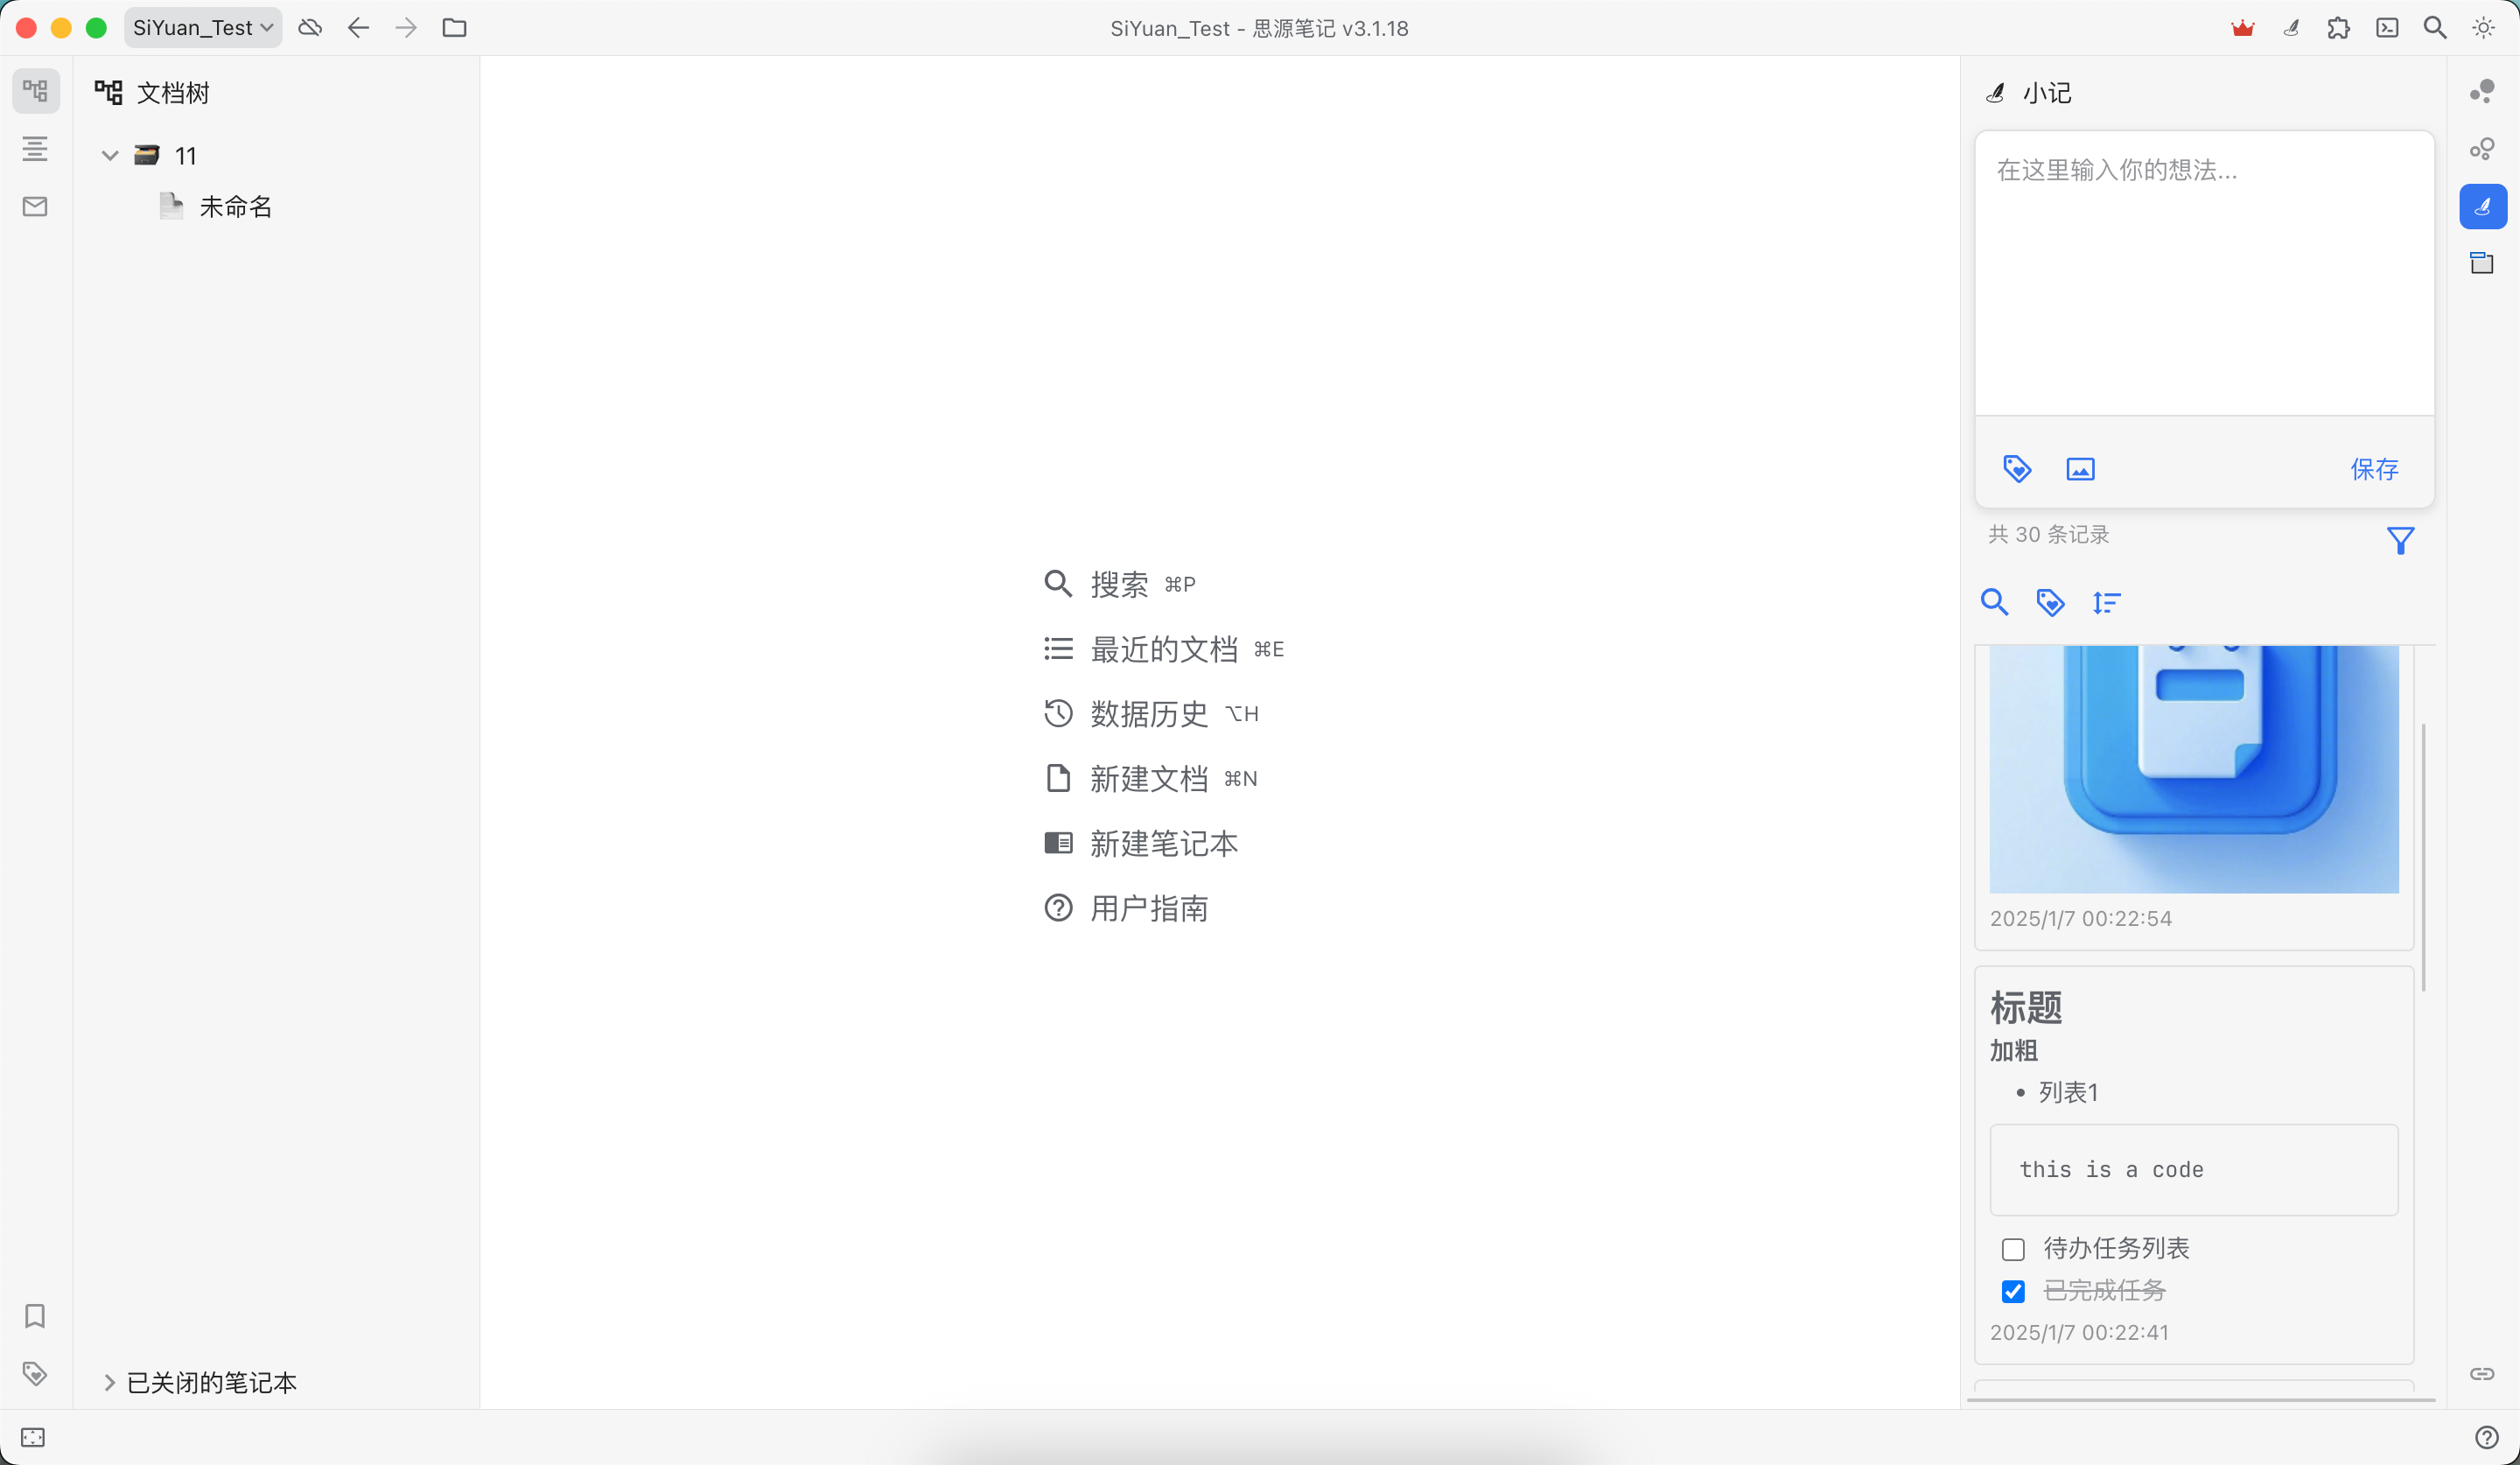 SiYuan_Test
SiYuan_Test - 思源笔记 v3.1.18
文档树
11
未命名
已关闭的笔记本
搜索 ⌘P
最近的文档 ⌘E
数据历史 ⌥H
新建文档 ⌘N
新建笔记本
用户指南
小记
在这里输入你的想法...
保存
共 30 条记录
2025/1/7 00:22:54
标题
加粗
• 列表1
this is a code
待办任务列表
已完成任务
2025/1/7 00:22:41